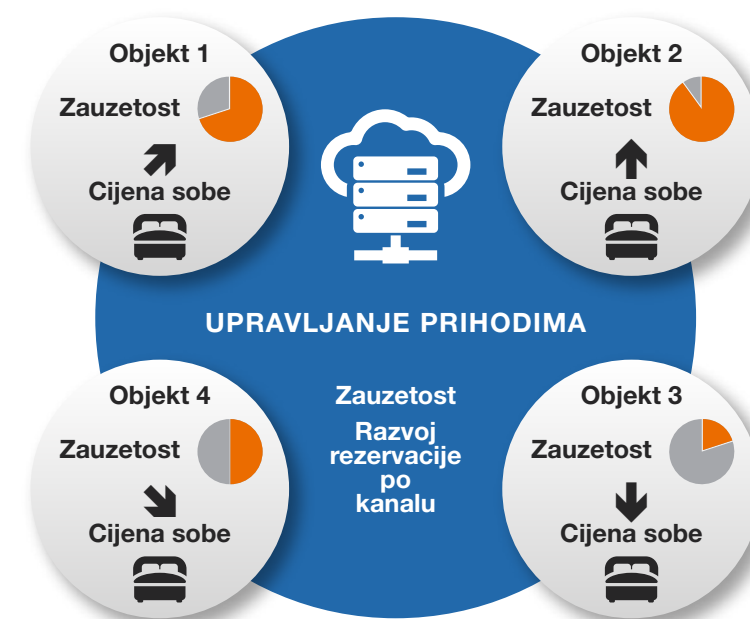 Objekt 1
Zauzetost
Cijena sobe
Objekt 2
Zauzetost
Cijena sobe
UPRAVLJANJE PRIHODIMA
Objekt 4
Zauzetost
Cijena sobe
Zauzetost
Razvoj
rezervacije
po
kanalu
Objekt 3
Zauzetost
Cijena sobe